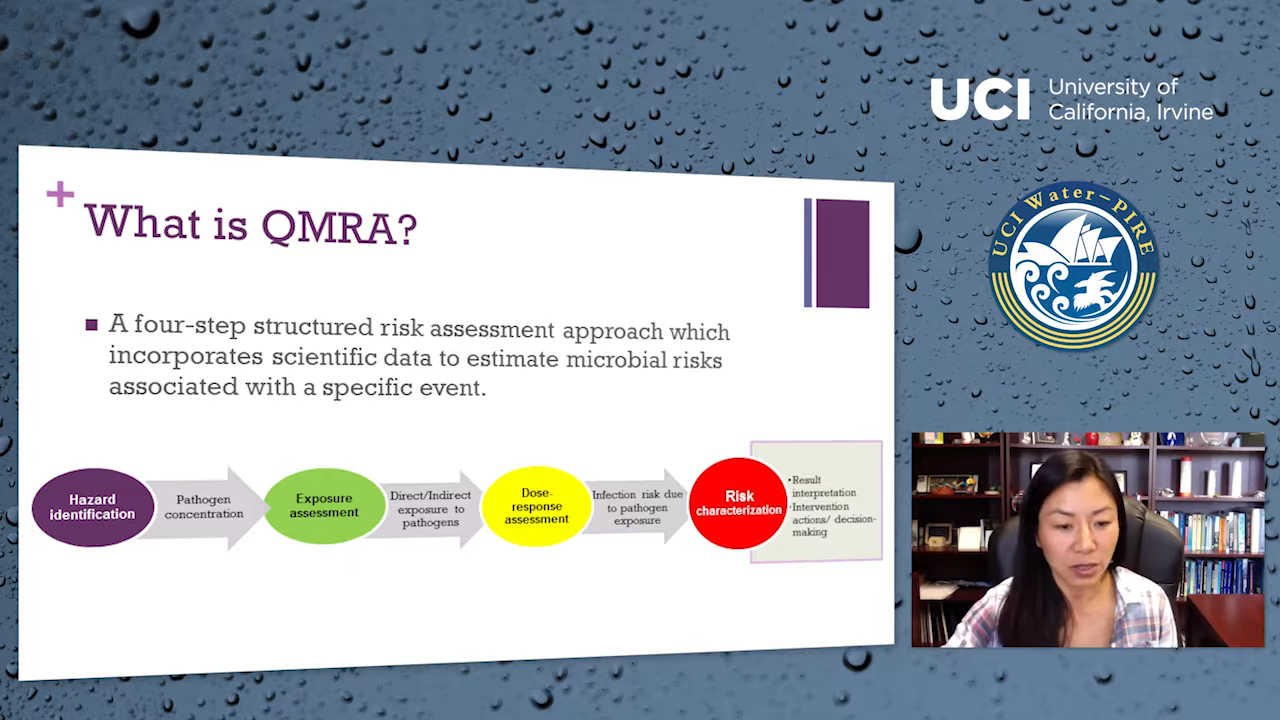 UCI
University of
California, Irvine
UCI Water-PIRE
+
What is QMRA?
A four-step structured risk assessment approach which
incorporates scientific data to estimate microbial risks
associated with a specific event.
Hazard
identification
Pathogen
concentration
Exposure
assessment
Direct/Indirect
exposure to
pathogens
Dose-
response
assessment
Infection risk due
to pathogen
exposure
Risk
characterization
•Result
interpretation
•Intervention
actions/ decision-
making